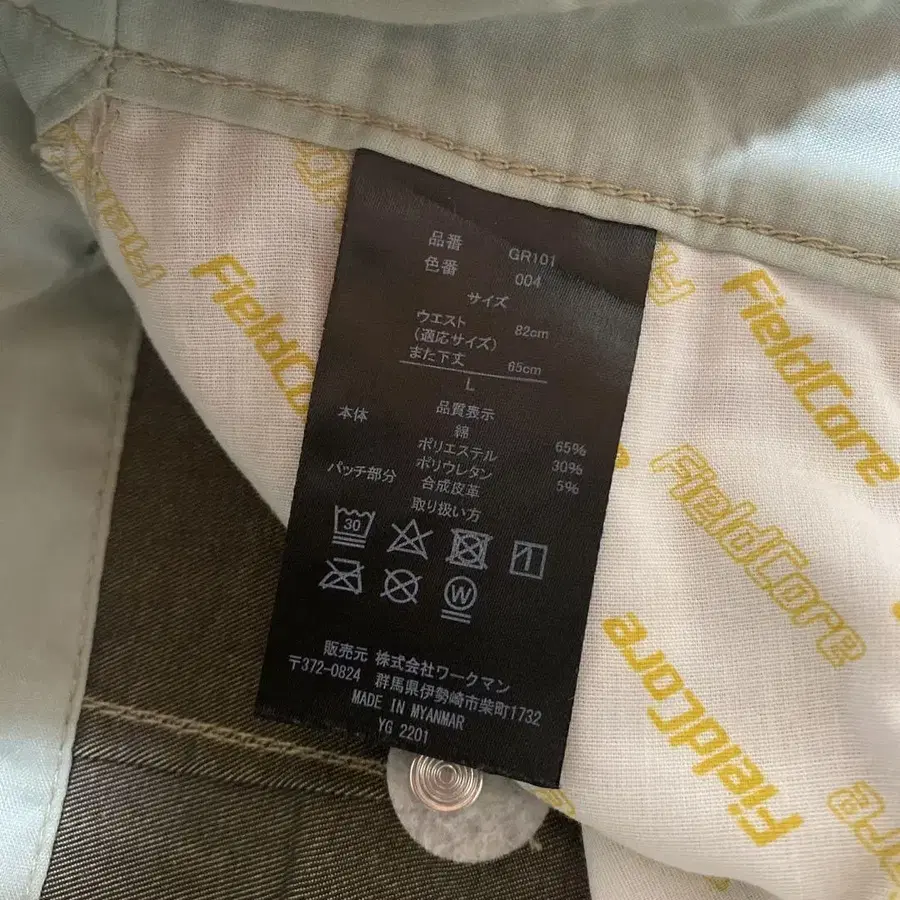 品番 GR101
色番 004
サイズ
ウエスト 82cm
(適応サイズ)
また下丈 65cm
L
品質表示
本体 綿 65%
ポリエステル 30%
ポリウレタン 5%
パッチ部分 合成皮革
取り扱い方
30
W
販売元 株式会社ワークマン
〒372-0824 群馬県伊勢崎市柴町1732
MADE IN MYANMAR
YG 2201
FieldCore
FieldCore
FieldCore
FieldCore